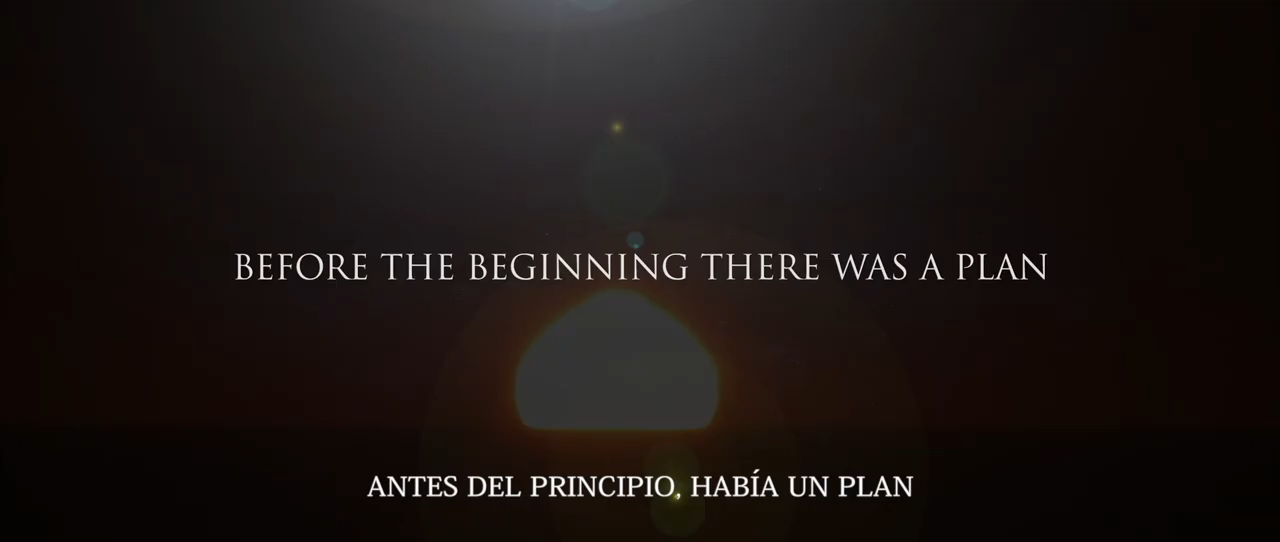 BEFORE THE BEGINNING THERE WAS A PLAN
ANTES DEL PRINCIPIO, HABÍA UN PLAN